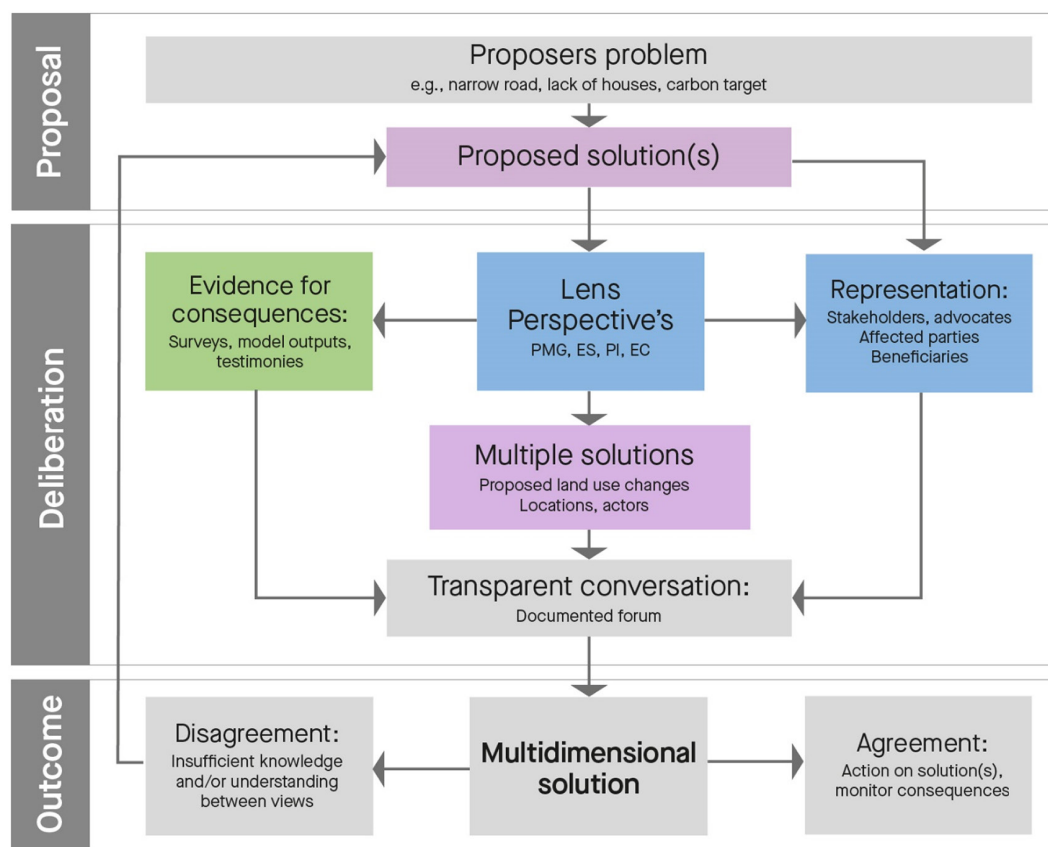 Proposal
Proposers problem
e.g., narrow road, lack of houses, carbon target
Proposed solution(s)
Deliberation
Evidence for
consequences:
Surveys, model outputs,
testimonies
Lens
Perspective's
PMG, ES, PI, EC
Representation:
Stakeholders, advocates
Affected parties
Beneficiaries
Multiple solutions
Proposed land use changes
Locations, actors
Transparent conversation:
Documented forum
Outcome
Disagreement:
Insufficient knowledge
and/or understanding
between views
Multidimensional
solution
Agreement:
Action on solution(s),
monitor consequences